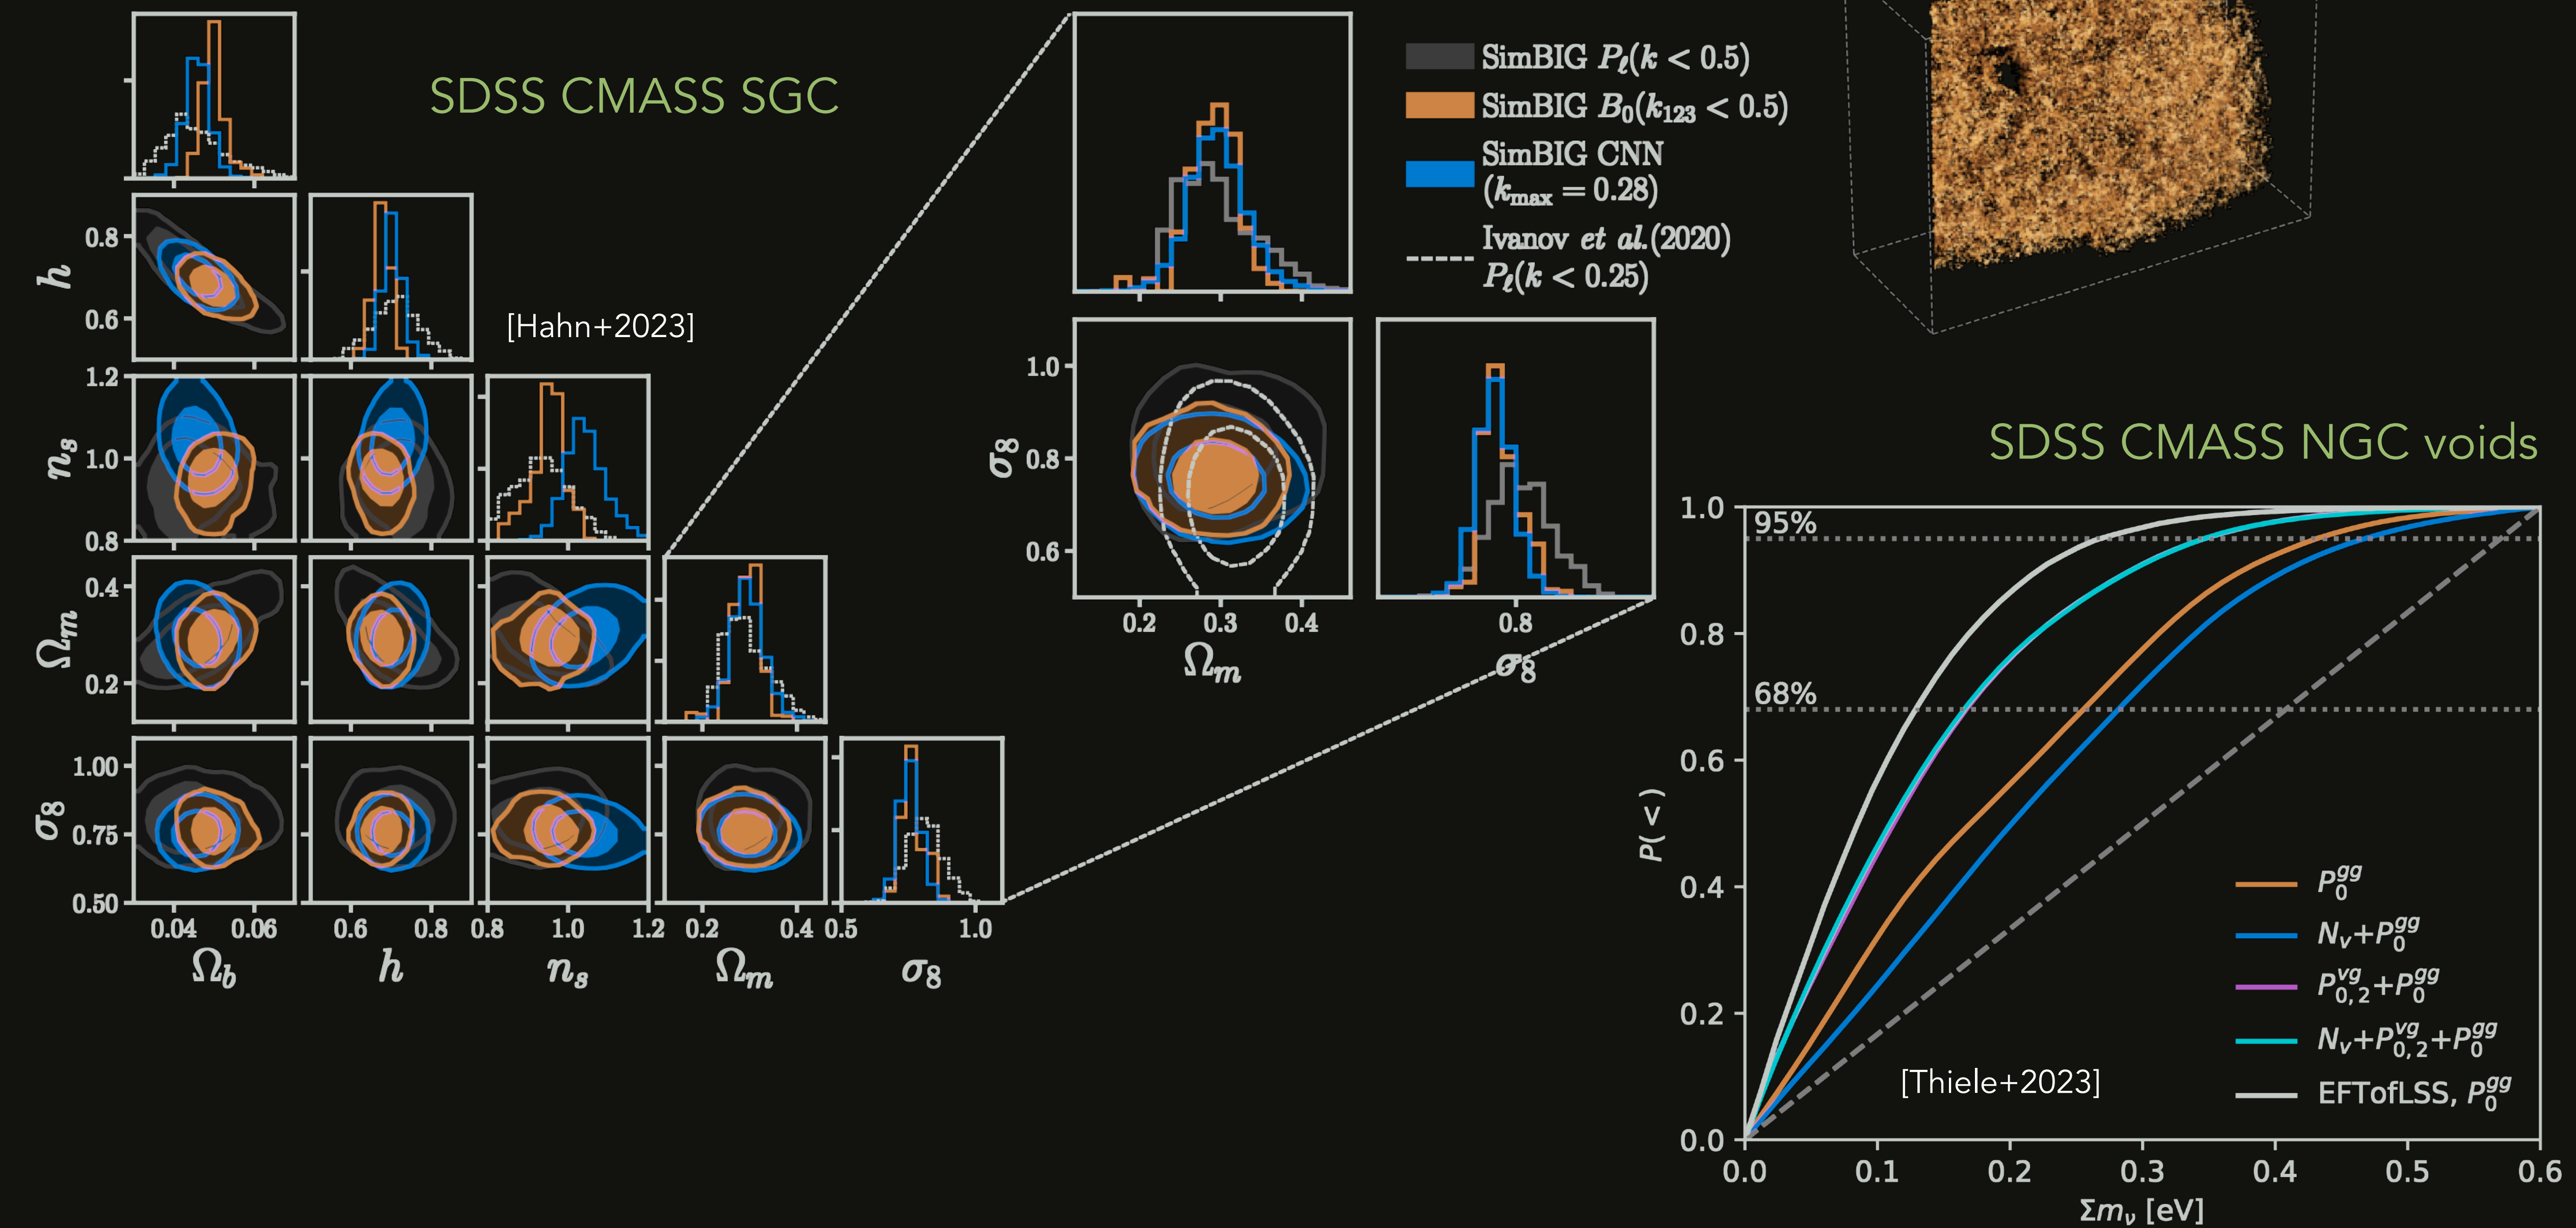 SDSS CMASS SGC
[Hahn+2023]
h
0.8
0.6
n_s
1.2
1.0
0.8
Ω_m
0.4
0.2
σ_8
1.00
0.75
0.50
0.04 0.06
0.6 0.8
0.8 1.0 1.2
0.2 0.4
0.5 1.0
Ω_b
h
n_s
Ω_m
σ_8
SimBIG P_ℓ(k < 0.5)
SimBIG B_0(k_123 < 0.5)
SimBIG CNN
(k_max = 0.28)
Ivanov et al.(2020)
P_ℓ(k < 0.25)
σ_8
1.0
0.8
0.6
0.2 0.3 0.4
Ω_m
0.8
σ_8
SDSS CMASS NGC voids
P( < )
1.0
0.8
0.6
0.4
0.2
0.0
95%
68%
P_0^gg
N_v+P_0^gg
P_0,2^vg+P_0^gg
N_v+P_0,2^vg+P_0^gg
EFTofLSS, P_0^gg
[Thiele+2023]
0.0 0.1 0.2 0.3 0.4 0.5 0.6
Σm_ν [eV]